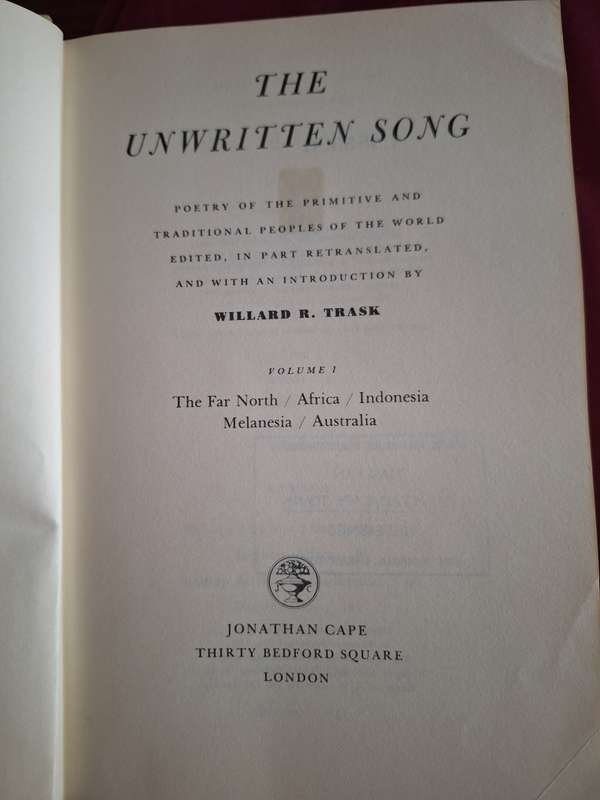 THE
UNWRITTEN SONG
POETRY OF THE PRIMITIVE AND
TRADITIONAL PEOPLES OF THE WORLD
EDITED, IN PART RETRANSLATED,
AND WITH AN INTRODUCTION BY
WILLARD R. TRASK
VOLUME I
The Far North / Africa / Indonesia
Melanesia / Australia
JONATHAN CAPE
THIRTY BEDFORD SQUARE
LONDON